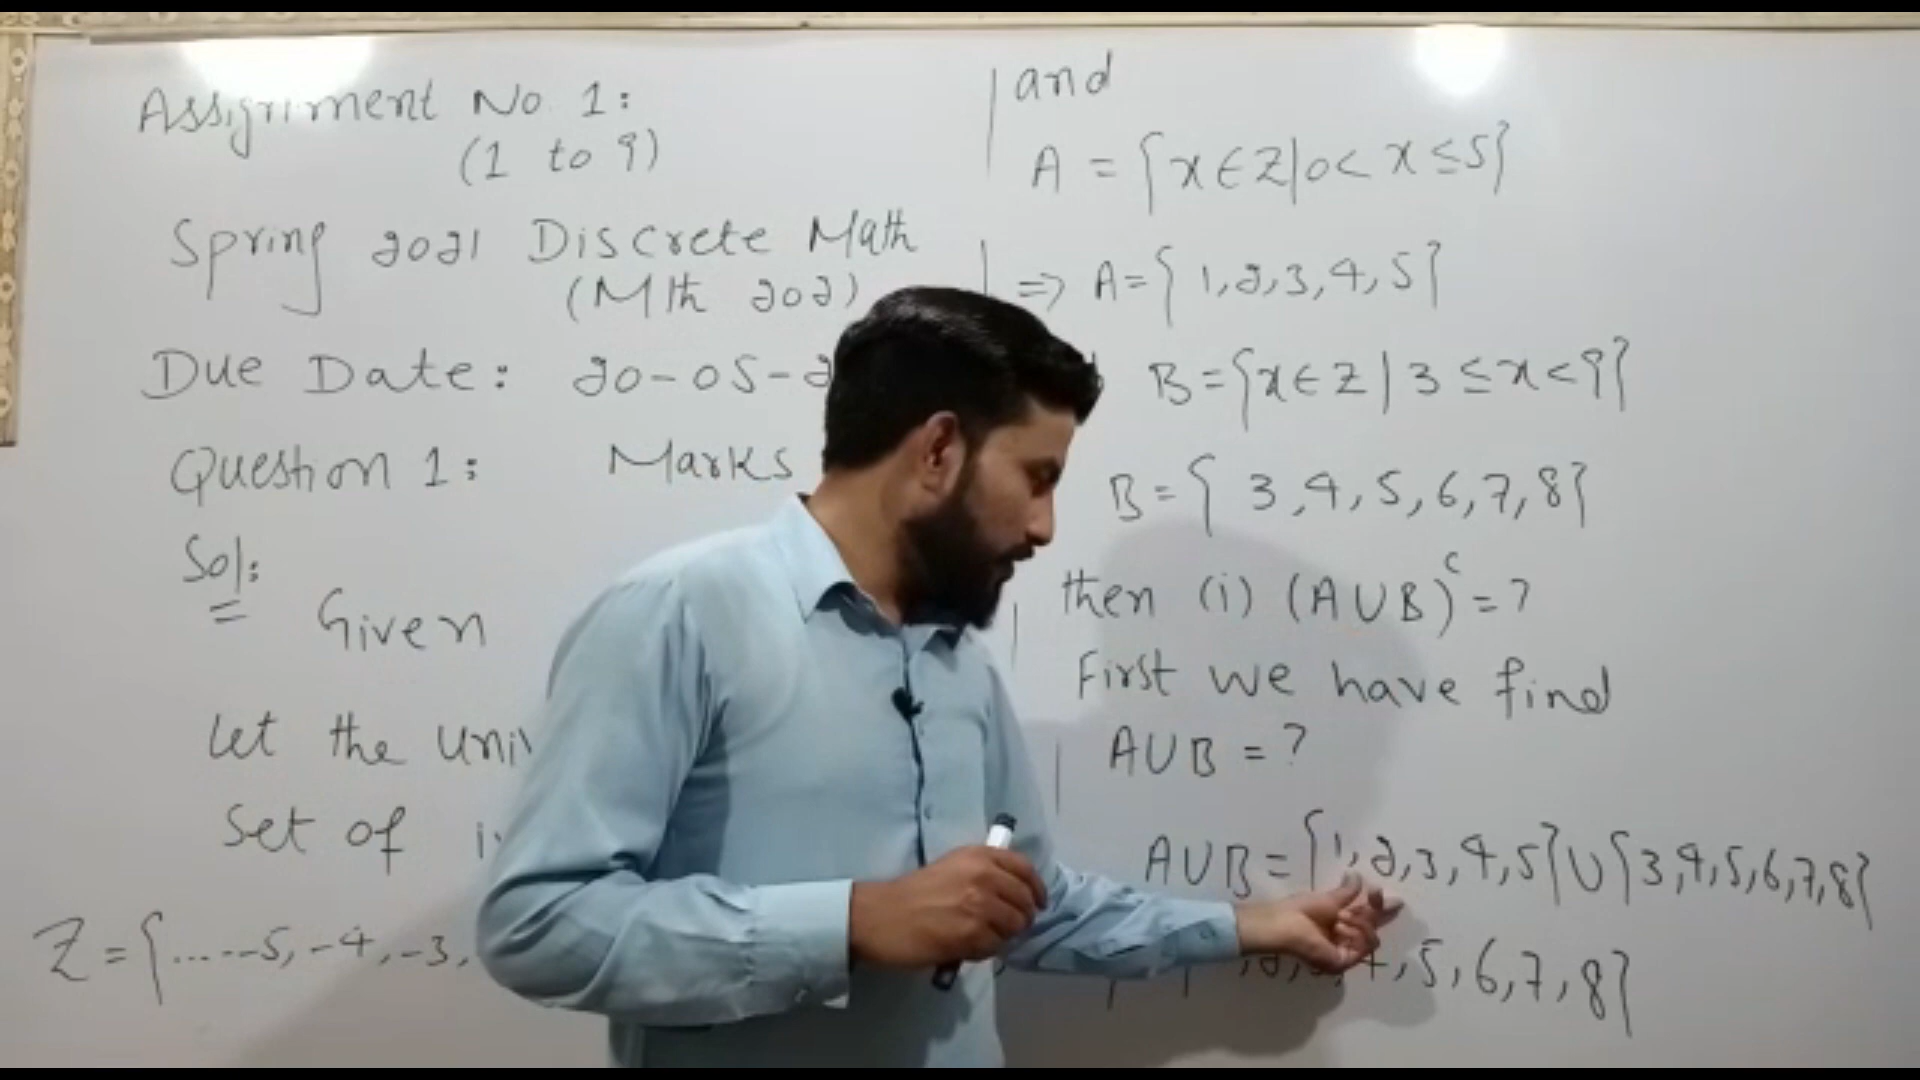 Assignment No. 1:
(1 to 9)
Spring 2021 Discrete Math
(Mth 202)
Due Date: 20-05-2
Question 1: Marks
Sol:
Given
Let the
Set of
Z = {.....-5, -4, -3,
and
A = {x ∈ Z | 0 < x ≤ 5}
=> A = { 1, 2, 3, 4, 5 }
B = {x ∈ Z | 3 ≤ x < 9}
B = { 3, 4, 5, 6, 7, 8}
then (i) (A U B)ᶜ = ?
First we have find
A U B = ?
A U B = {1, 2, 3, 4, 5} U {3, 4, 5, 6, 7, 8}
, 5, 6, 7, 8}